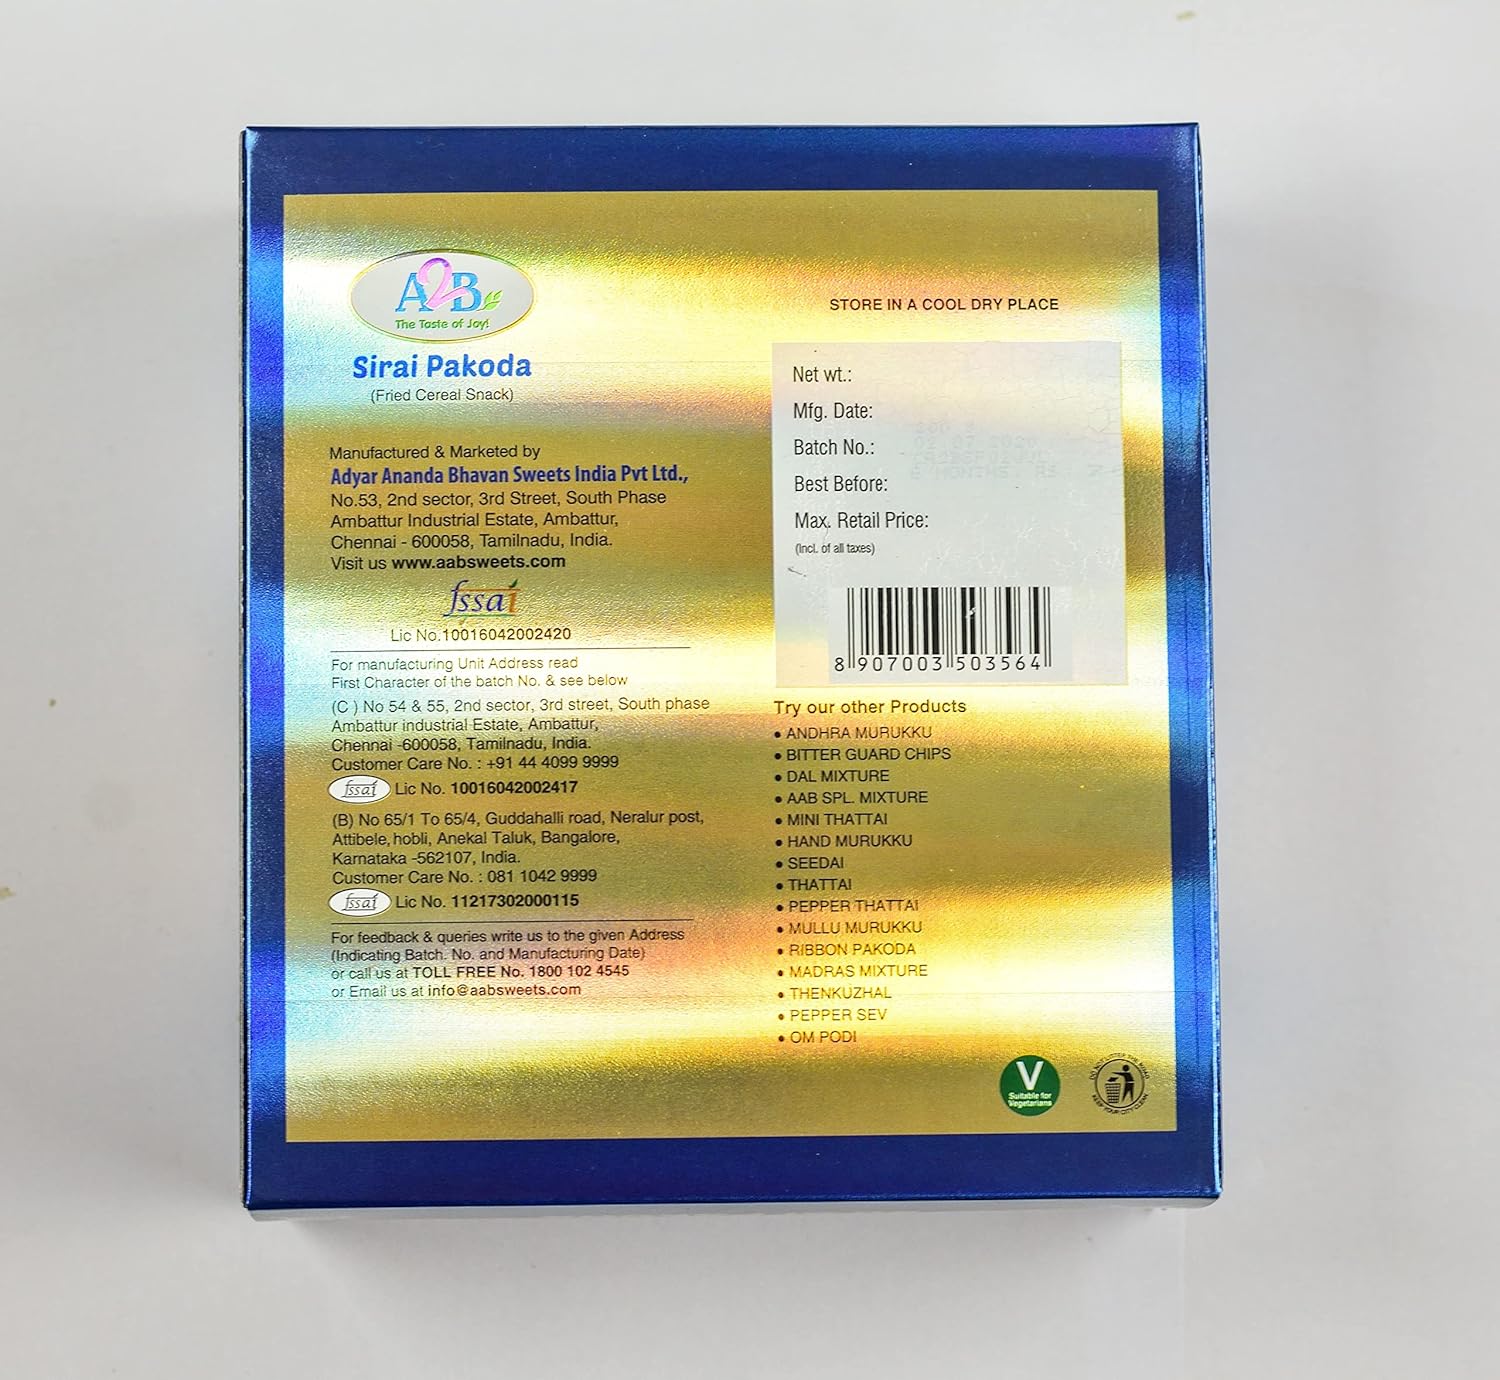 A2B
The Taste of Joy!
Sirai Pakoda
(Fried Cereal Snack)
Manufactured & Marketed by
Adyar Ananda Bhavan Sweets India Pvt Ltd.,
No.53, 2nd sector, 3rd Street, South Phase
Ambattur Industrial Estate, Ambattur,
Chennai - 600058, Tamilnadu, India.
Visit us www.aabsweets.com
fssai
Lic No.10016042002420
For manufacturing Unit Address read
First Character of the batch No. & see below
(C ) No 54 & 55, 2nd sector, 3rd street, South phase
Ambattur industrial Estate, Ambattur,
Chennai -600058, Tamilnadu, India.
Customer Care No. : +91 44 4099 9999
fssai Lic No. 10016042002417
(B) No 65/1 To 65/4, Guddahalli road, Neralur post,
Attibele, hobli, Anekal Taluk, Bangalore,
Karnataka -562107, India.
Customer Care No. : 081 1042 9999
fssai Lic No. 11217302000115
For feedback & queries write us to the given Address
(Indicating Batch. No. and Manufacturing Date)
or call us at TOLL FREE No. 1800 102 4545
or Email us at info@aabsweets.com
STORE IN A COOL DRY PLACE
Net wt.:
Mfg. Date:
Batch No.:
Best Before:
Max. Retail Price:
(Incl. of all taxes)
8 907003 503564
Try our other Products
• ANDHRA MURUKKU
• BITTER GUARD CHIPS
• DAL MIXTURE
• AAB SPL. MIXTURE
• MINI THATTAI
• HAND MURUKKU
• SEEDAI
• THATTAI
• PEPPER THATTAI
• MULLU MURUKKU
• RIBBON PAKODA
• MADRAS MIXTURE
• THENKUZHAL
• PEPPER SEV
• OM PODI
V
Suitable for
Vegetarians
DO NOT LITTER THE ROAD
KEEP YOUR CITY CLEAN